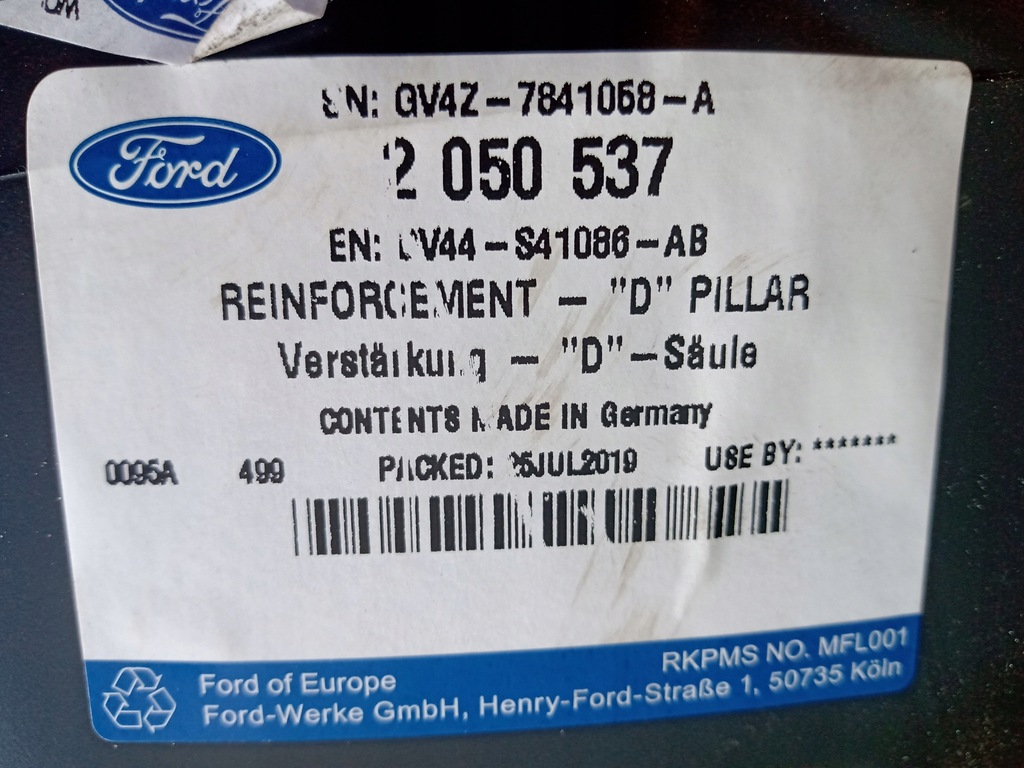 SN: GV4Z-7841058-A
Ford
2 050 537
EN: GV44-S41086-AB
REINFORCEMENT - "D" PILLAR
Verstärkung - "D"-Säule
CONTENTS MADE IN Germany
0095A 499 PACKED: USE BY: *******
RKPMS NO. MFL001
Ford of Europe
Ford-Werke GmbH, Henry-Ford-Straße 1, 50735 Köln